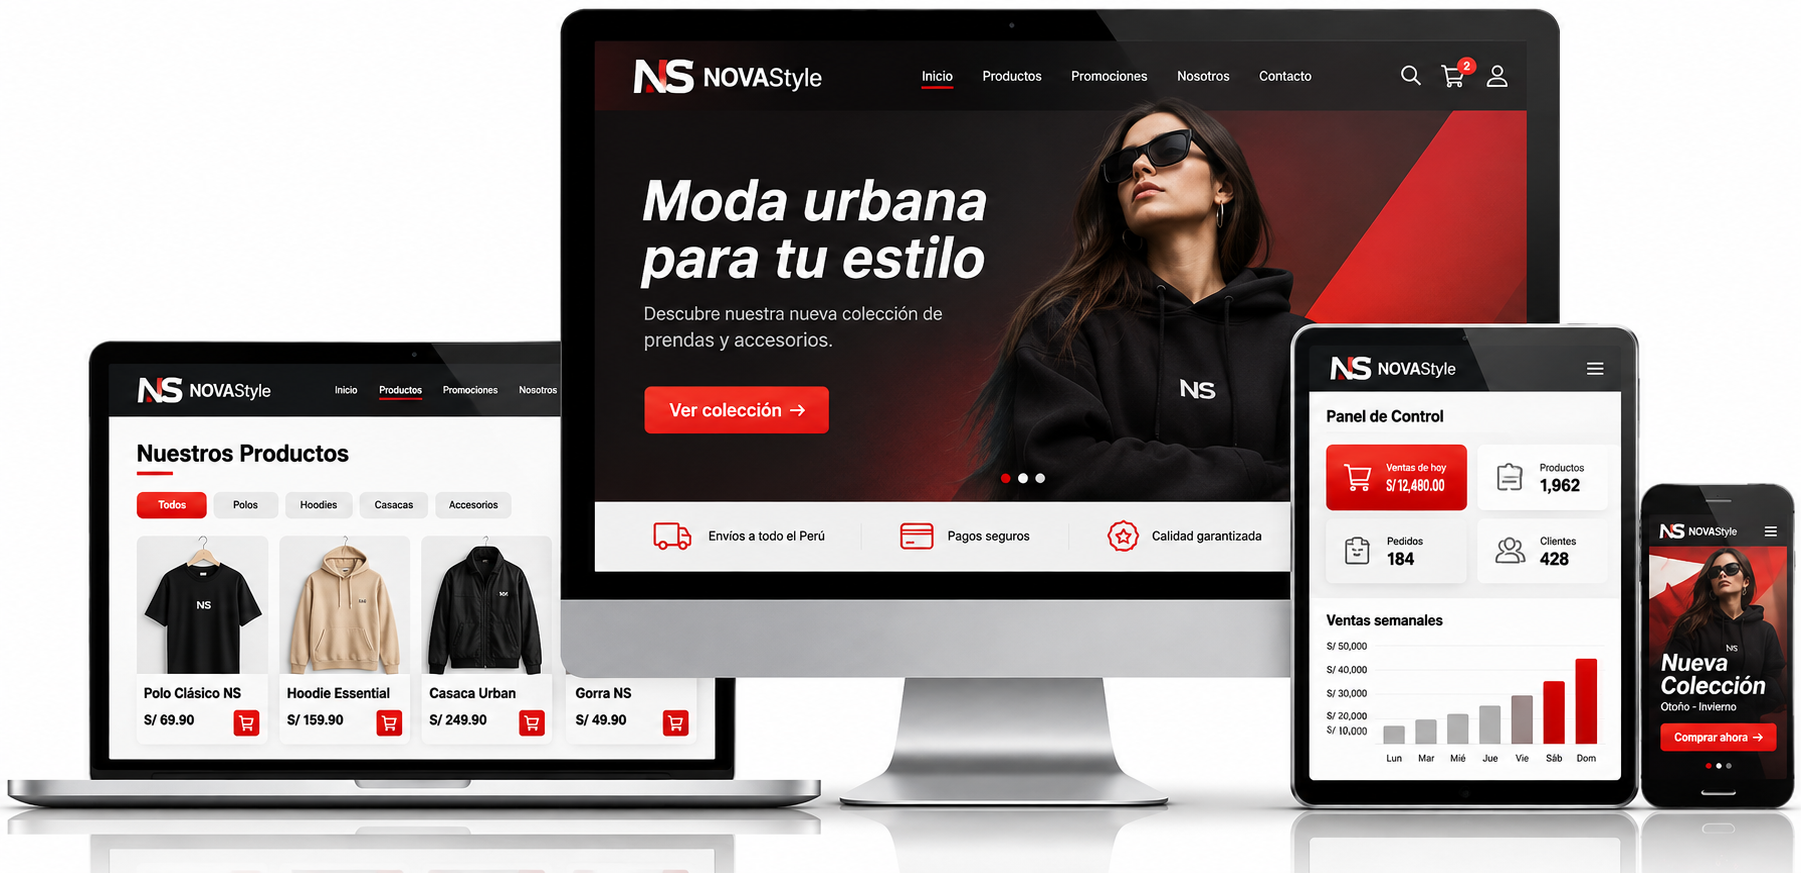 NS NOVAStyle
Inicio Productos Promociones Nosotros Contacto
2
Moda urbana
para tu estilo
Descubre nuestra nueva colección de
prendas y accesorios.
Ver colección →
NS
Envíos a todo el Perú
Pagos seguros
Calidad garantizada
NS NOVAStyle
Inicio Productos Promociones Nosotros
Nuestros Productos
Todos Polos Hoodies Casacas Accesorios
NS
Polo Clásico NS
S/ 69.90
Hoodie Essential
S/ 159.90
Casaca Urban
S/ 249.90
Gorra NS
S/ 49.90
NS NOVAStyle
Panel de Control
Ventas de hoy
S/ 12,480.00
Productos
1,962
Pedidos
184
Clientes
428
Ventas semanales
S/ 50,000
S/ 40,000
S/ 30,000
S/ 20,000
S/ 10,000
Lun Mar Mié Jue Vie Sáb Dom
NS NOVAStyle
NS
Nueva
Colección
Otoño - Invierno
Comprar ahora →